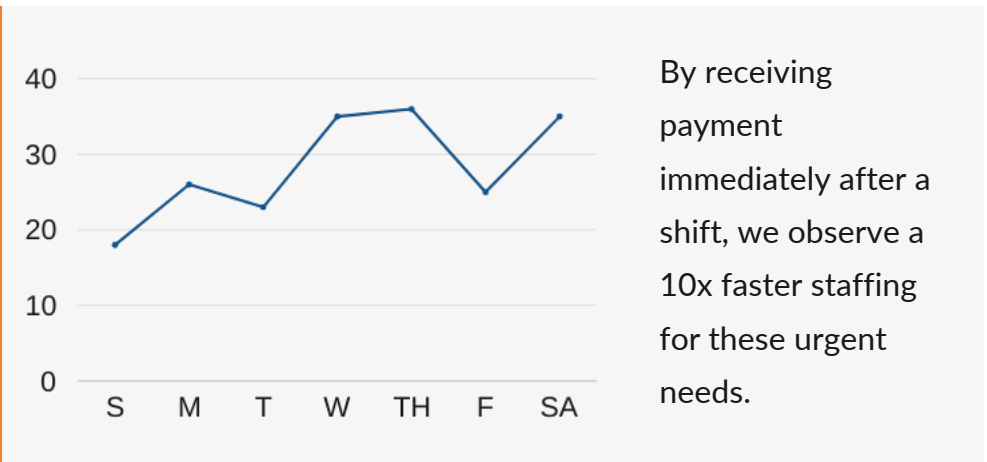 40
30
20
10
0
S M T W TH F SA
By receiving
payment
immediately after a
shift, we observe a
10x faster staffing
for these urgent
needs.